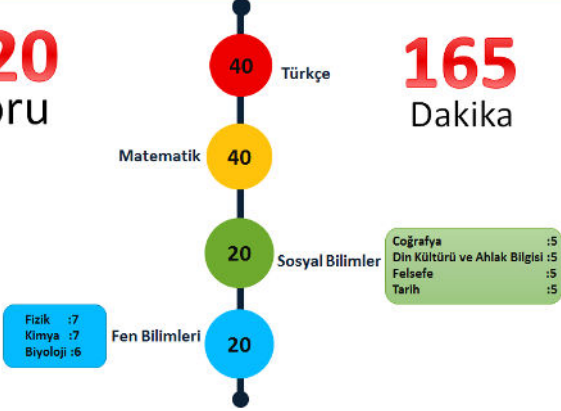 20
165
Dakika
40
Türkçe
Matematik
40
20
Sosyal Bilimler
Coğrafya :5
Din Kültürü ve Ahlak Bilgisi :5
Felsefe :5
Tarih :5
Fizik :7
Kimya :7
Biyoloji :6
Fen Bilimleri
20